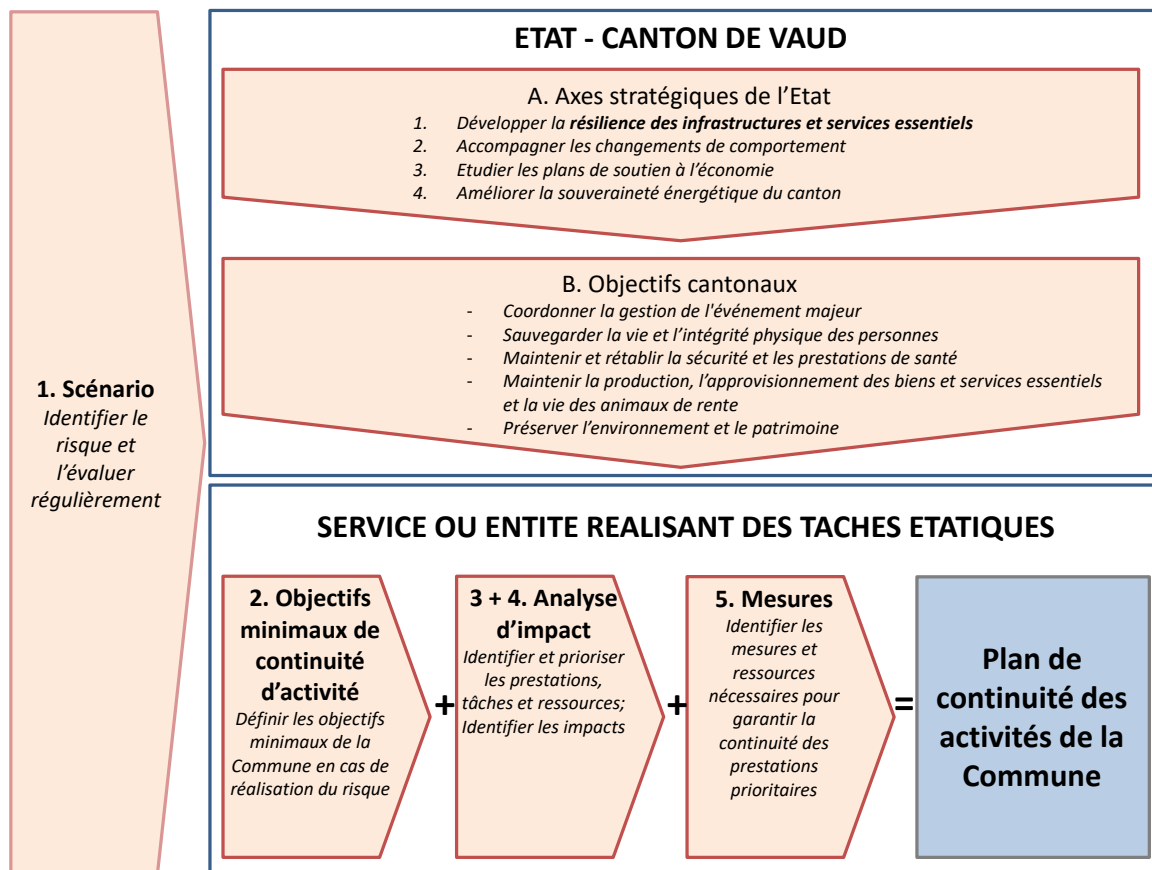 1. Scénario
Identifier le
risque et
l'évaluer
régulièrement
ETAT - CANTON DE VAUD
A. Axes stratégiques de l'Etat
1. Développer la résilience des infrastructures et services essentiels
2. Accompagner les changements de comportement
3. Etudier les plans de soutien à l'économie
4. Améliorer la souveraineté énergétique du canton
B. Objectifs cantonaux
- Coordonner la gestion de l'événement majeur
- Sauvegarder la vie et l'intégrité physique des personnes
- Maintenir et rétablir la sécurité et les prestations de santé
- Maintenir la production, l'approvisionnement des biens et services essentiels
et la vie des animaux de rente
- Préserver l'environnement et le patrimoine
SERVICE OU ENTITE REALISANT DES TACHES ETATIQUES
2. Objectifs
minimaux de
continuité
d'activité
Définir les objectifs
minimaux de la
Commune en cas de
réalisation du risque
+
3 + 4. Analyse
d'impact
Identifier et prioriser
les prestations,
tâches et ressources;
Identifier les impacts
+
5. Mesures
Identifier les
mesures et
ressources
nécessaires pour
garantir la
continuité des
prestations
prioritaires
=
Plan de
continuité des
activités de la
Commune